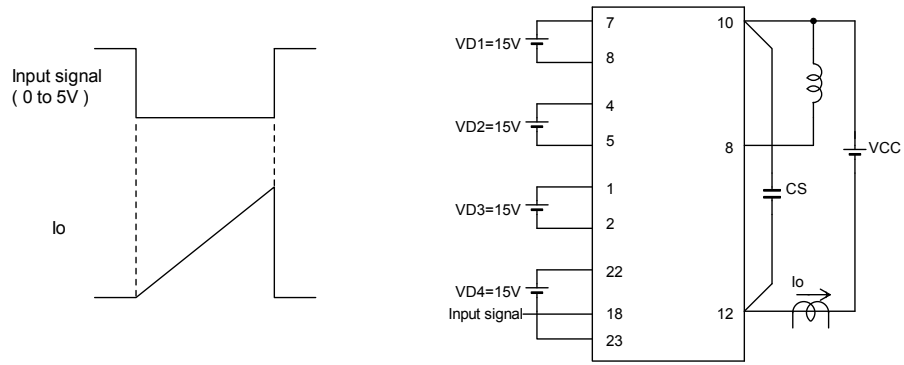 Input signal
( 0 to 5V )
Io
VD1=15V
7
8
VD2=15V
4
5
VD3=15V
1
2
VD4=15V
22
Input signal
18
23
10
8
12
CS
VCC
Io